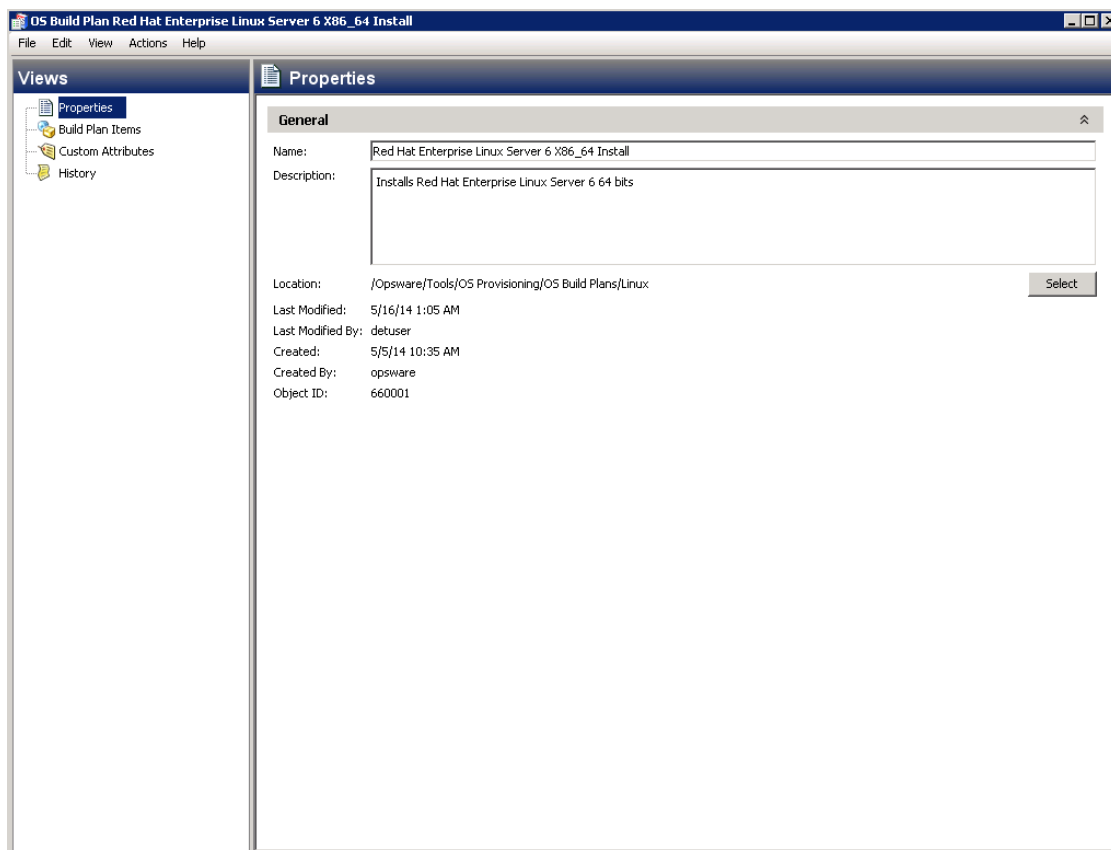 OS Build Plan Red Hat Enterprise Linux Server 6 X86_64 Install
File Edit View Actions Help
Views
Properties
Build Plan Items
Custom Attributes
History
Properties
General
Name: Red Hat Enterprise Linux Server 6 X86_64 Install
Description: Installs Red Hat Enterprise Linux Server 6 64 bits
Location: /Opsware/Tools/OS Provisioning/OS Build Plans/Linux Select
Last Modified: 5/16/14 1:05 AM
Last Modified By: detuser
Created: 5/5/14 10:35 AM
Created By: opsware
Object ID: 660001